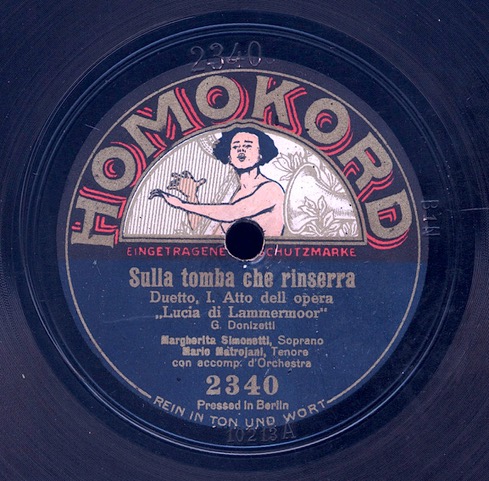 2340
HOMOKORD
EINGETRAGENE SCHUTZMARKE
Sulla tomba che rinserra
Duetto, I. Atto dell opera
„Lucia di Lammermoor"
G. Donizetti
Margherita Simonetti, Soprano
Mario Matrojani, Tenore
con accomp. d'Orchestra
2340
Pressed in Berlin
REIN IN TON UND WORT
10213A